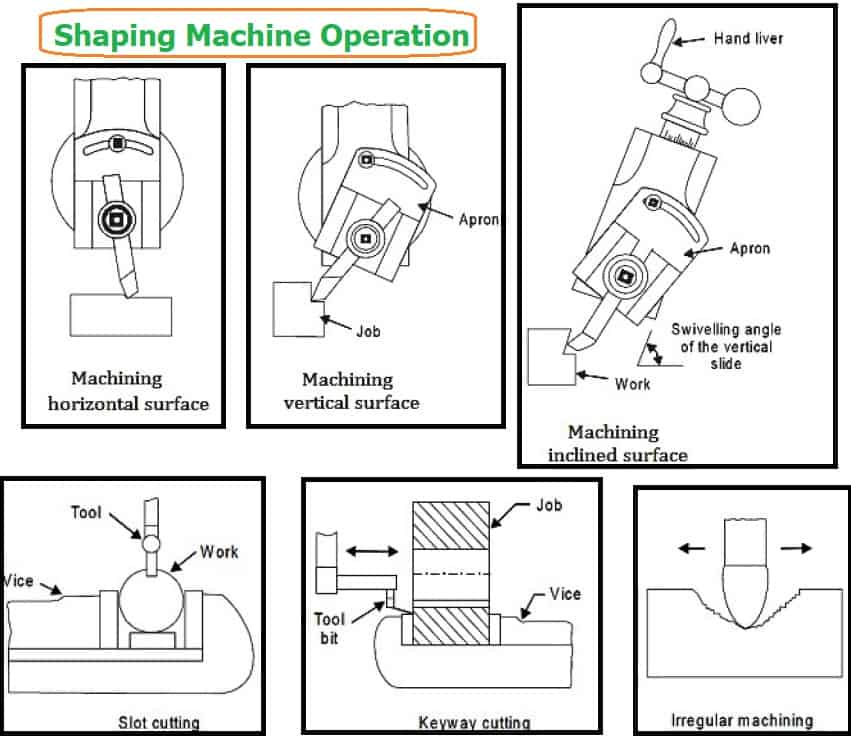 Shaping Machine Operation
Machining
horizontal surface
Apron
Job
Machining
vertical surface
Hand liver
Apron
Swivelling angle
of the vertical
slide
Work
Machining
inclined surface
Tool
Work
Vice
Slot cutting
Job
Tool
bit
Vice
Keyway cutting
Irregular machining